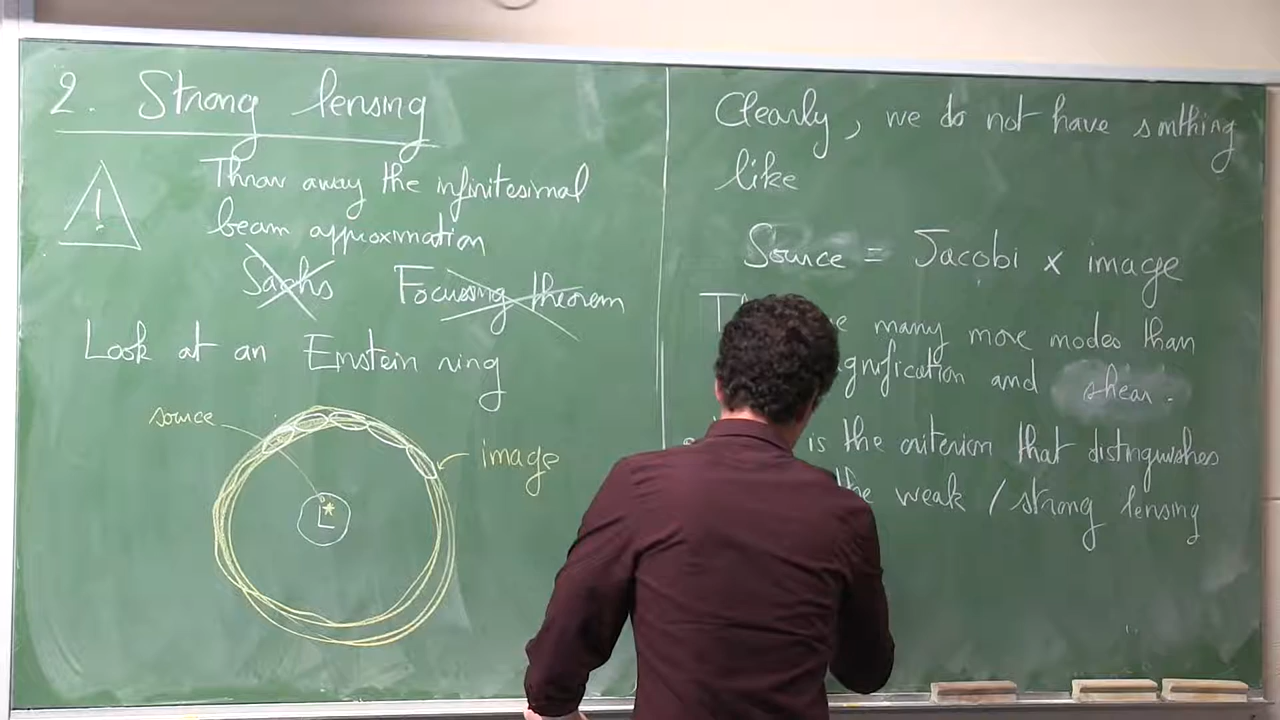 2. Strong lensing
Throw away the infinitesimal
beam approximation
Sachs Focusing theorem
Look at an Einstein ring
source
image
L
Clearly, we do not have smthing
like
Source = Jacobi x image
many more modes than
and shear.
is the criterion that distinguishes
the weak / strong lensing